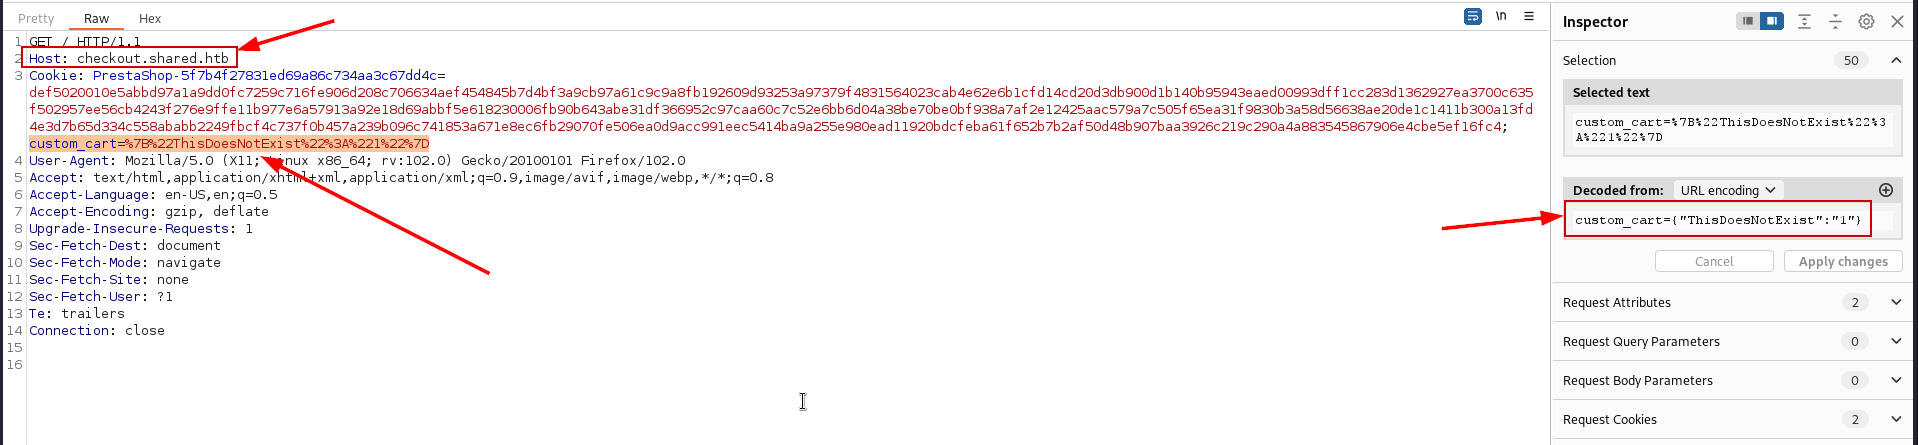 Pretty Raw Hex
\n
Inspector
1 GET / HTTP/1.1
2 Host: checkout.shared.htb
3 Cookie: PrestaShop-5f7b4f27831ed69a86c734aa3c67dd4c=
def5020010e5abbd97a1a9dd0fc7259c716fe906d208c706634aef454845b7d4bf3a9cb97a61c9c9a8fb192609d93253a97379f4831564023cab4e62e6b1cfd14cd20d3db900d1b140b95943eaed00993dff1cc283d1362927ea3700c635
f502957ee56cb4243f276e9ffe11b977e6a57913a92e18d69abbf5e618230006fb90b643abe31df366952c97caa60c7c52e6bb6d04a38be70be0bf938a7af2e12425aac579a7c505f65ea31f9830b3a58d56638ae20de1c1411b300a13fd
4e3d7b65d334c558ababb2249fbcf4c737f0b457a239b096c741853a671e8ec6fb29070fe506ea0d9acc991eec5414ba9a255e980ead11920bdcfeba61f652b7b2af50d48b907baa3926c219c290a4a883545867906e4cbe5ef16fc4;
custom_cart=%7B%22ThisDoesNotExist%22%3A%221%22%7D
4 User-Agent: Mozilla/5.0 (X11; Linux x86_64; rv:102.0) Gecko/20100101 Firefox/102.0
5 Accept: text/html,application/xhtml+xml,application/xml;q=0.9,image/avif,image/webp,*/*;q=0.8
6 Accept-Language: en-US,en;q=0.5
7 Accept-Encoding: gzip, deflate
8 Upgrade-Insecure-Requests: 1
9 Sec-Fetch-Dest: document
10 Sec-Fetch-Mode: navigate
11 Sec-Fetch-Site: none
12 Sec-Fetch-User: ?1
13 Te: trailers
14 Connection: close
15
16
Selection 50
Selected text
custom_cart=%7B%22ThisDoesNotExist%22%3
A%221%22%7D
Decoded from: URL encoding
custom_cart={"ThisDoesNotExist":"1"}
Cancel Apply changes
Request Attributes 2
Request Query Parameters 0
Request Body Parameters 0
Request Cookies 2